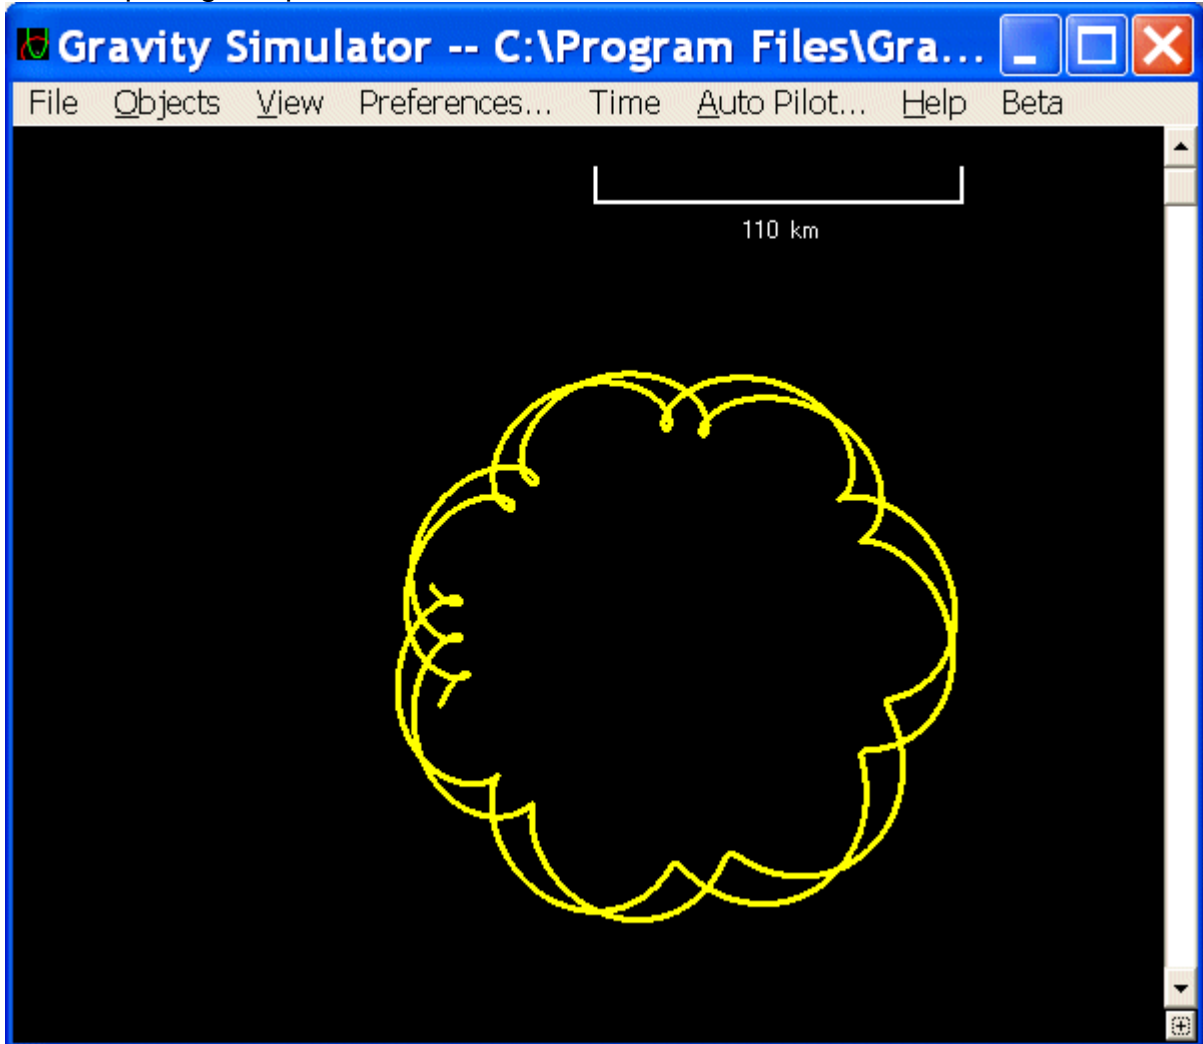 Gravity Simulator -- C:\Program Files\Gra...
File Objects View Preferences... Time Auto Pilot... Help Beta
110 km